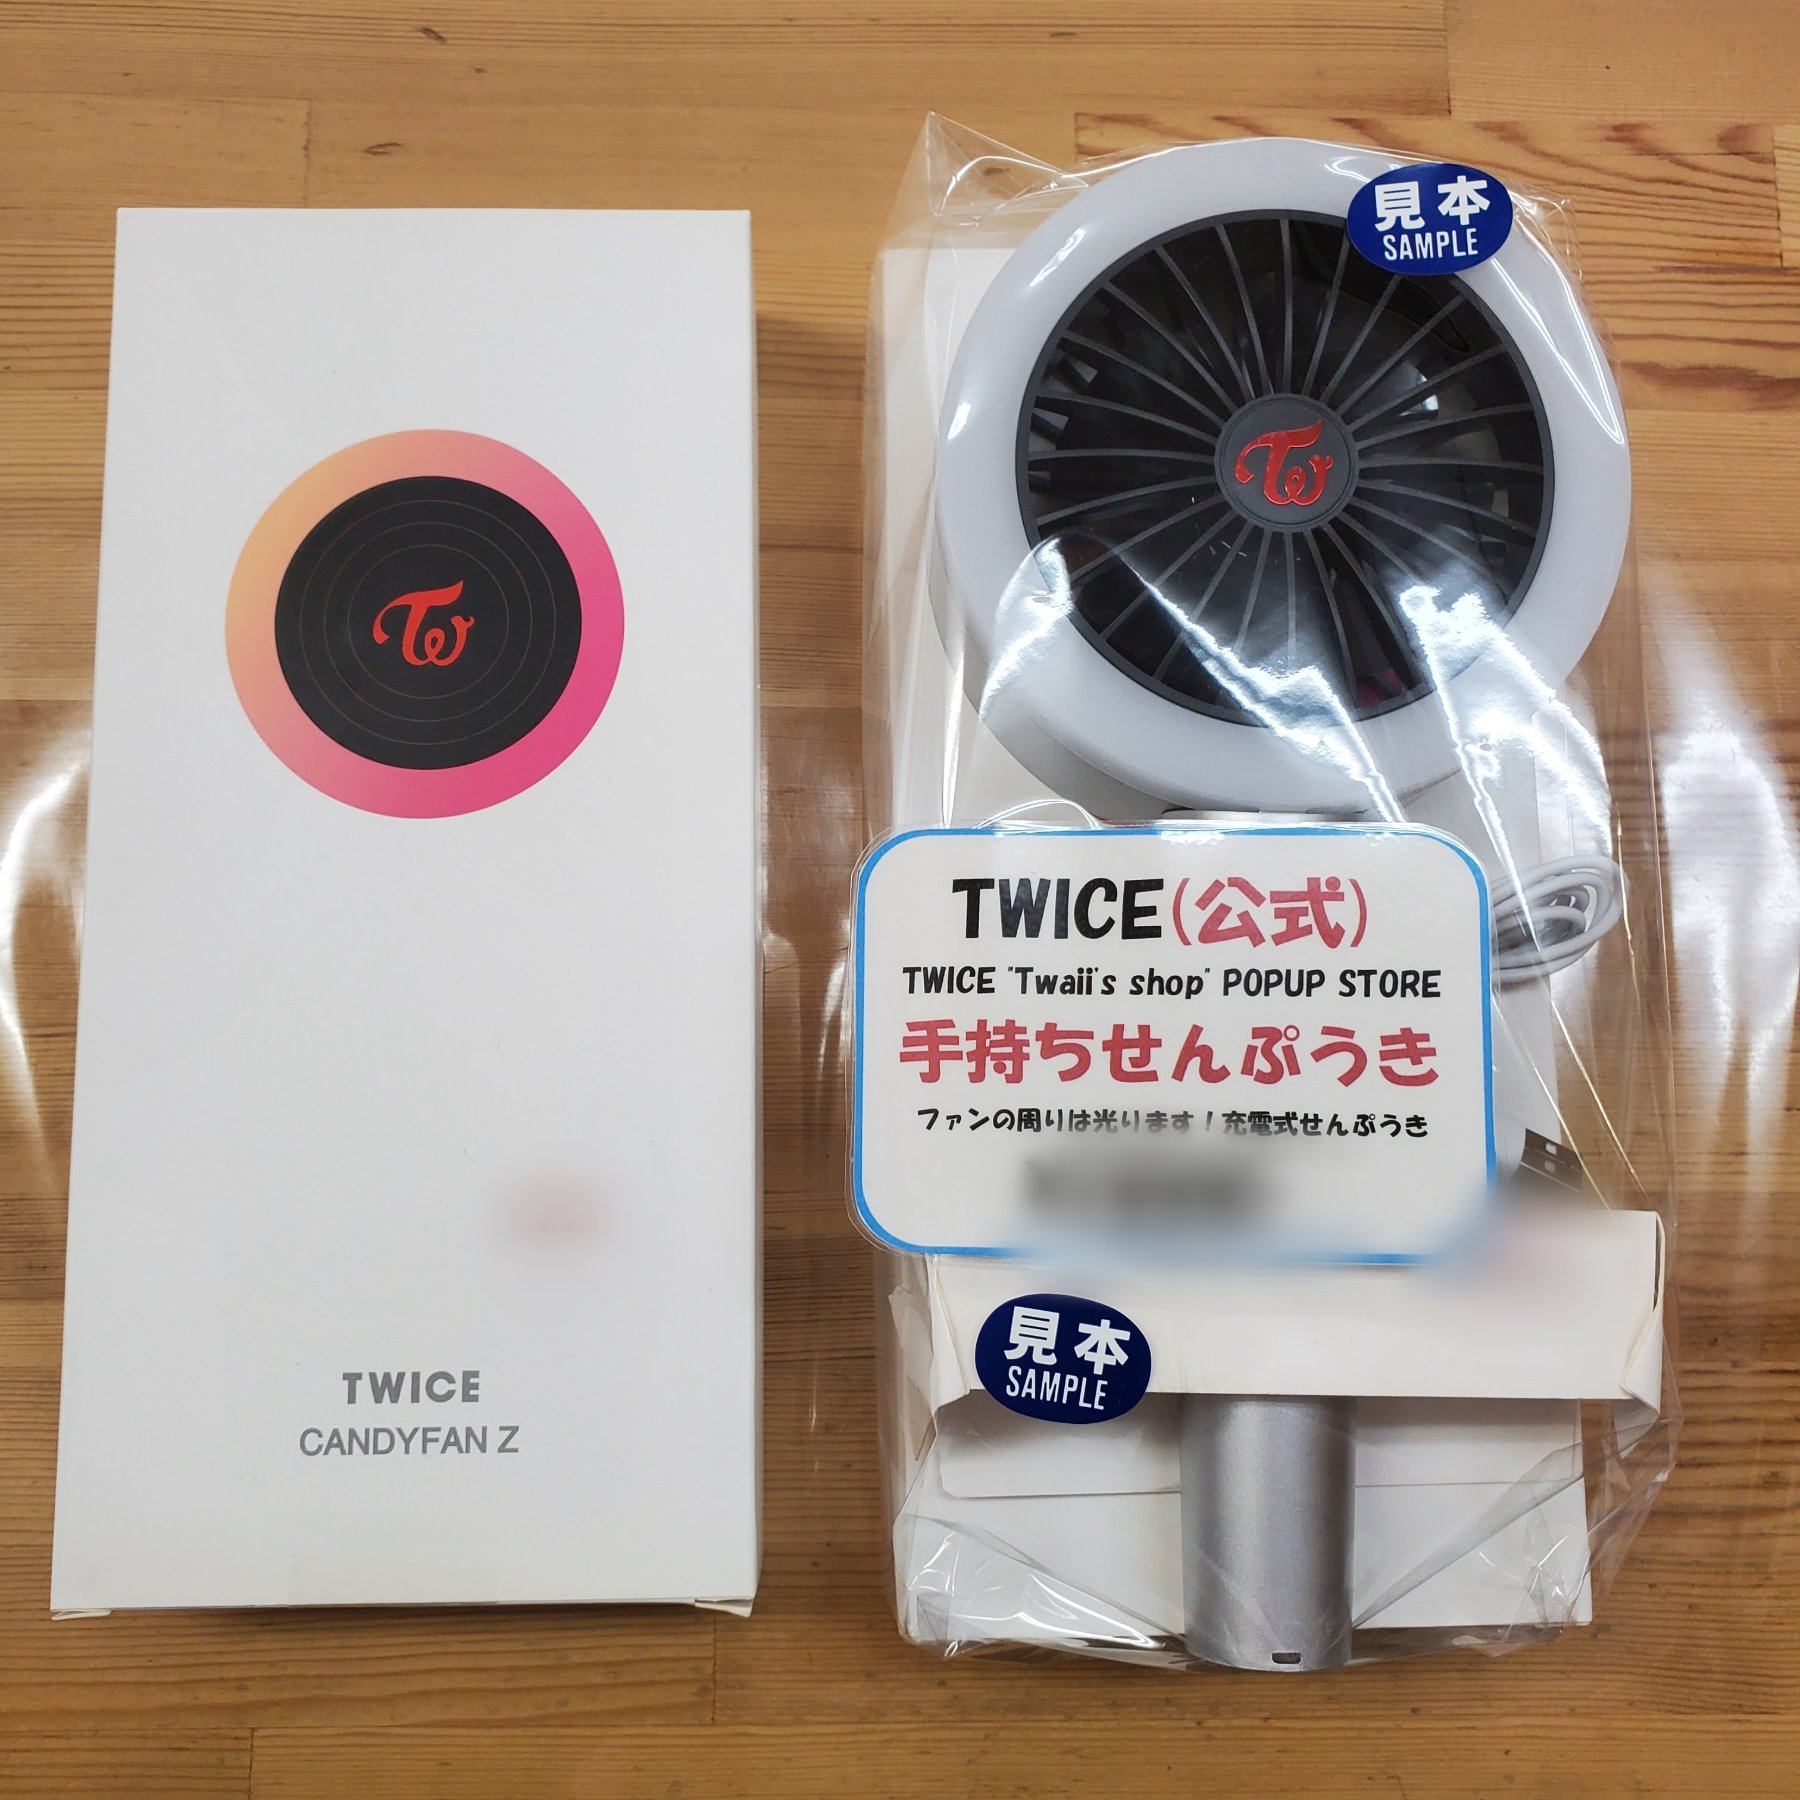 TW
TWICE
CANDYFAN Z
見本
SAMPLE
TW
TWICE(公式)
TWICE "Twaii's shop" POPUP STORE
手持ちせんぷうき
ファンの周りは光ります!充電式せんぷうき
見本
SAMPLE